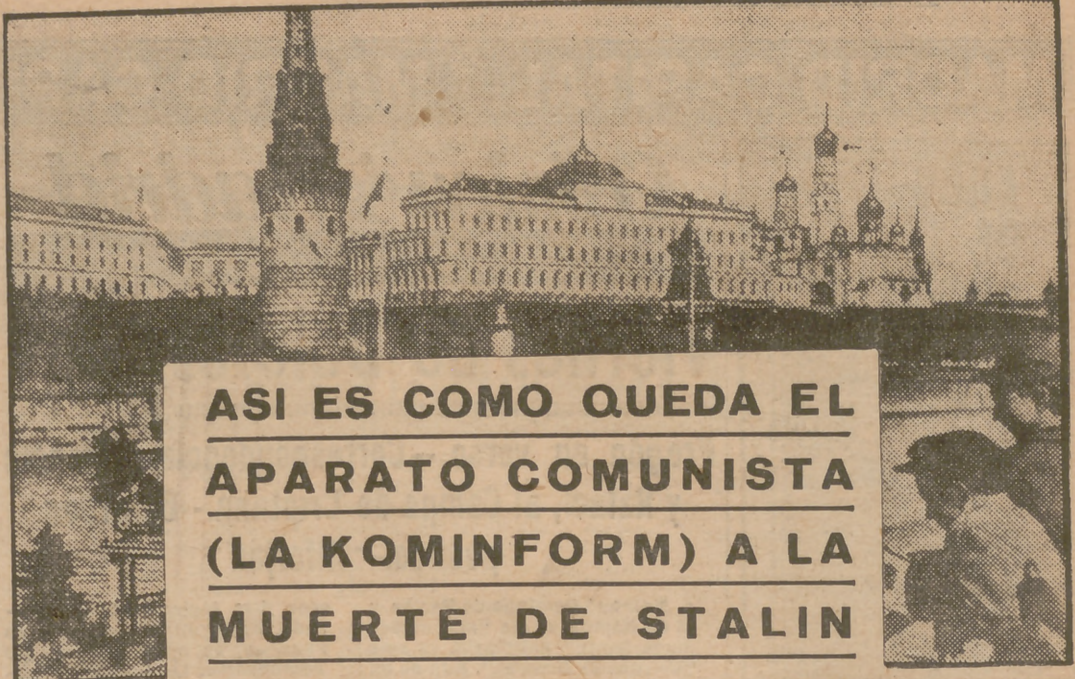 ASI ES COMO QUEDA EL
APARATO COMUNISTA
(LA KOMINFORM) A LA
MUERTE DE STALIN